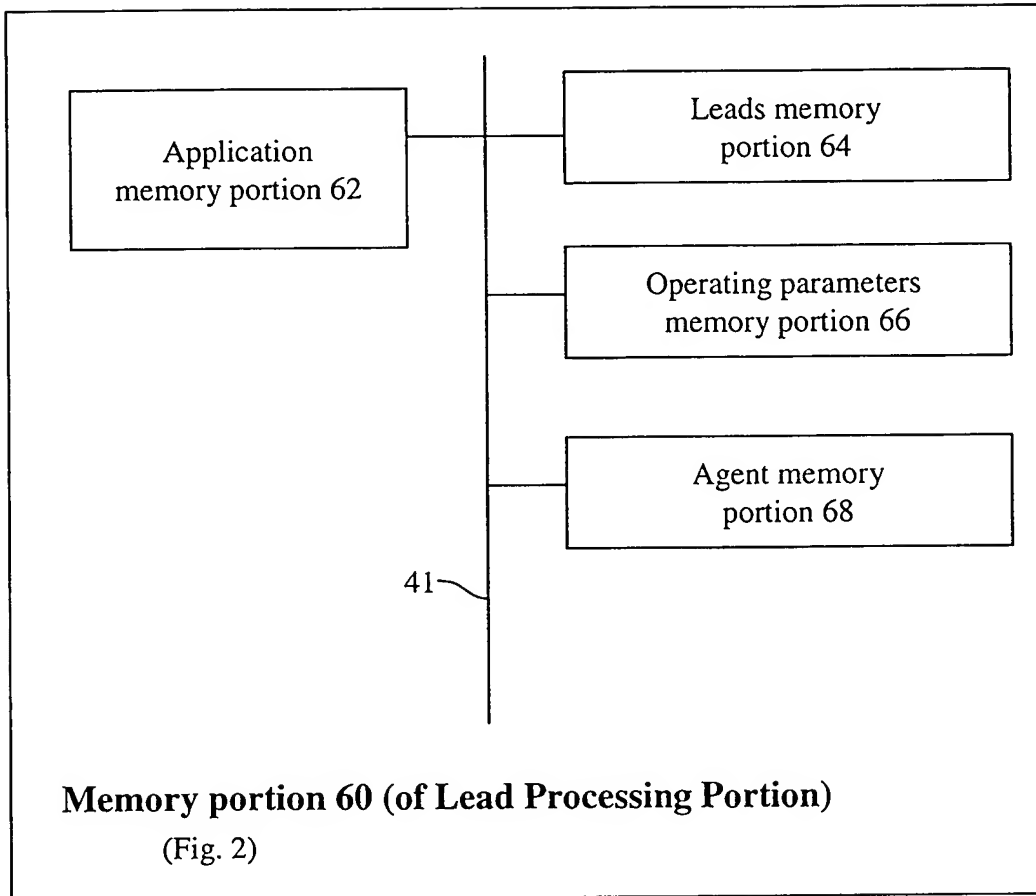 Application
memory portion 62
Leads memory
portion 64
Operating parameters
memory portion 66
Agent memory
portion 68
41
Memory portion 60 (of Lead Processing Portion)
(Fig. 2)